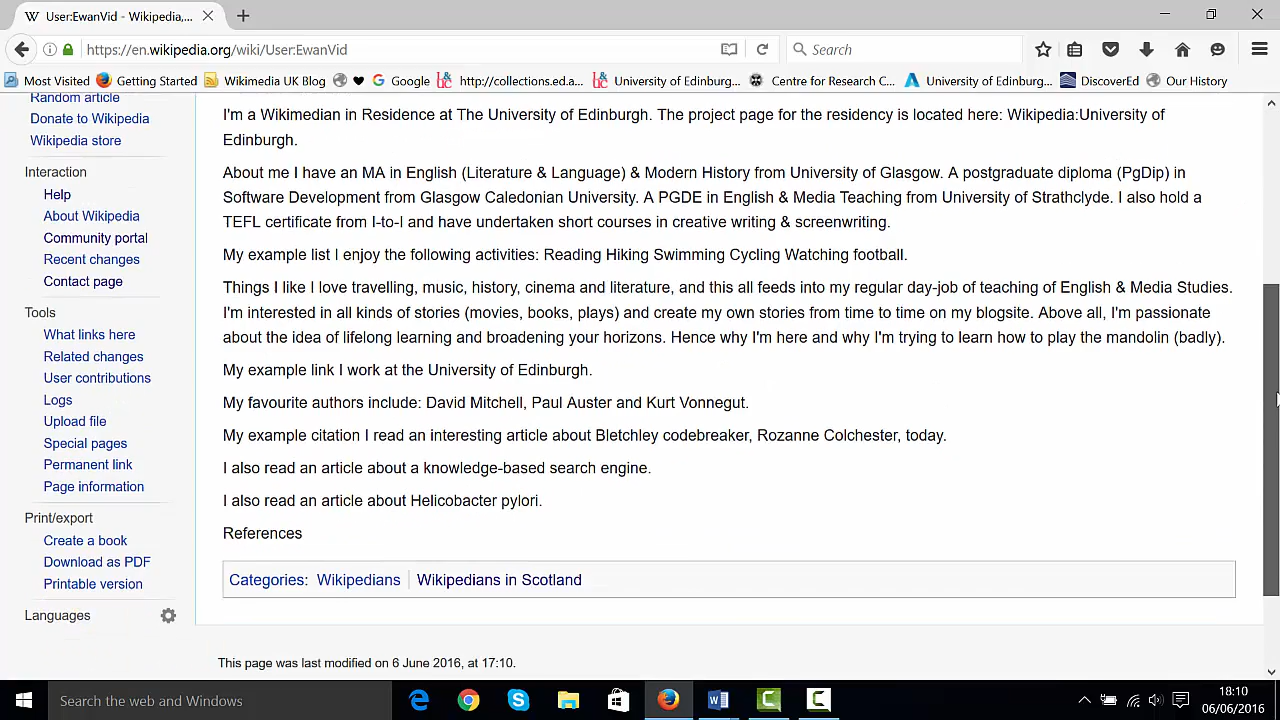 User:EwanVid - Wikipedia,...
https://en.wikipedia.org/wiki/User:EwanVid
Search
Most Visited
Getting Started
Wikimedia UK Blog
Google
http://collections.ed.a...
University of Edinburg...
Centre for Research C...
University of Edinburg...
DiscoverEd
Our History
Random article
Donate to Wikipedia
Wikipedia store
Interaction
Help
About Wikipedia
Community portal
Recent changes
Contact page
Tools
What links here
Related changes
User contributions
Logs
Upload file
Special pages
Permanent link
Page information
Print/export
Create a book
Download as PDF
Printable version
Languages
I'm a Wikimedian in Residence at The University of Edinburgh. The project page for the residency is located here: Wikipedia:University of
Edinburgh.
About me I have an MA in English (Literature & Language) & Modern History from University of Glasgow. A postgraduate diploma (PgDip) in
Software Development from Glasgow Caledonian University. A PGDE in English & Media Teaching from University of Strathclyde. I also hold a
TEFL certificate from I-to-I and have undertaken short courses in creative writing & screenwriting.
My example list I enjoy the following activities: Reading Hiking Swimming Cycling Watching football.
Things I like I love travelling, music, history, cinema and literature, and this all feeds into my regular day-job of teaching of English & Media Studies.
I'm interested in all kinds of stories (movies, books, plays) and create my own stories from time to time on my blogsite. Above all, I'm passionate
about the idea of lifelong learning and broadening your horizons. Hence why I'm here and why I'm trying to learn how to play the mandolin (badly).
My example link I work at the University of Edinburgh.
My favourite authors include: David Mitchell, Paul Auster and Kurt Vonnegut.
My example citation I read an interesting article about Bletchley codebreaker, Rozanne Colchester, today.
I also read an article about a knowledge-based search engine.
I also read an article about Helicobacter pylori.
References
Categories: Wikipedians Wikipedians in Scotland
This page was last modified on 6 June 2016, at 17:10.
Search the web and Windows
18:10
06/06/2016